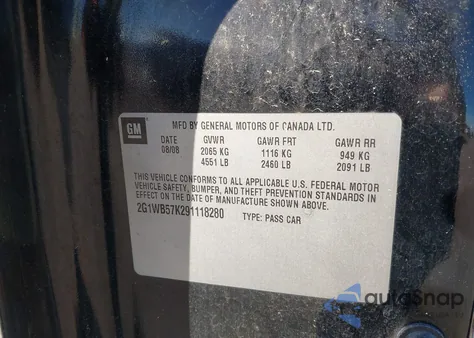 GM
MFD BY GENERAL MOTORS OF CANADA LTD.
DATE GVWR GAWR FRT GAWR RR
08/08 2065 KG 1116 KG 949 KG
4551 LB 2460 LB 2091 LB
THIS VEHICLE CONFORMS TO ALL APPLICABLE U.S. FEDERAL MOTOR
VEHICLE SAFETY, BUMPER, AND THEFT PREVENTION STANDARDS IN
EFFECT ON THE DATE OF MANUFACTURE SHOWN ABOVE.
2G1WB57K291118280 TYPE: PASS CAR
autoSnap